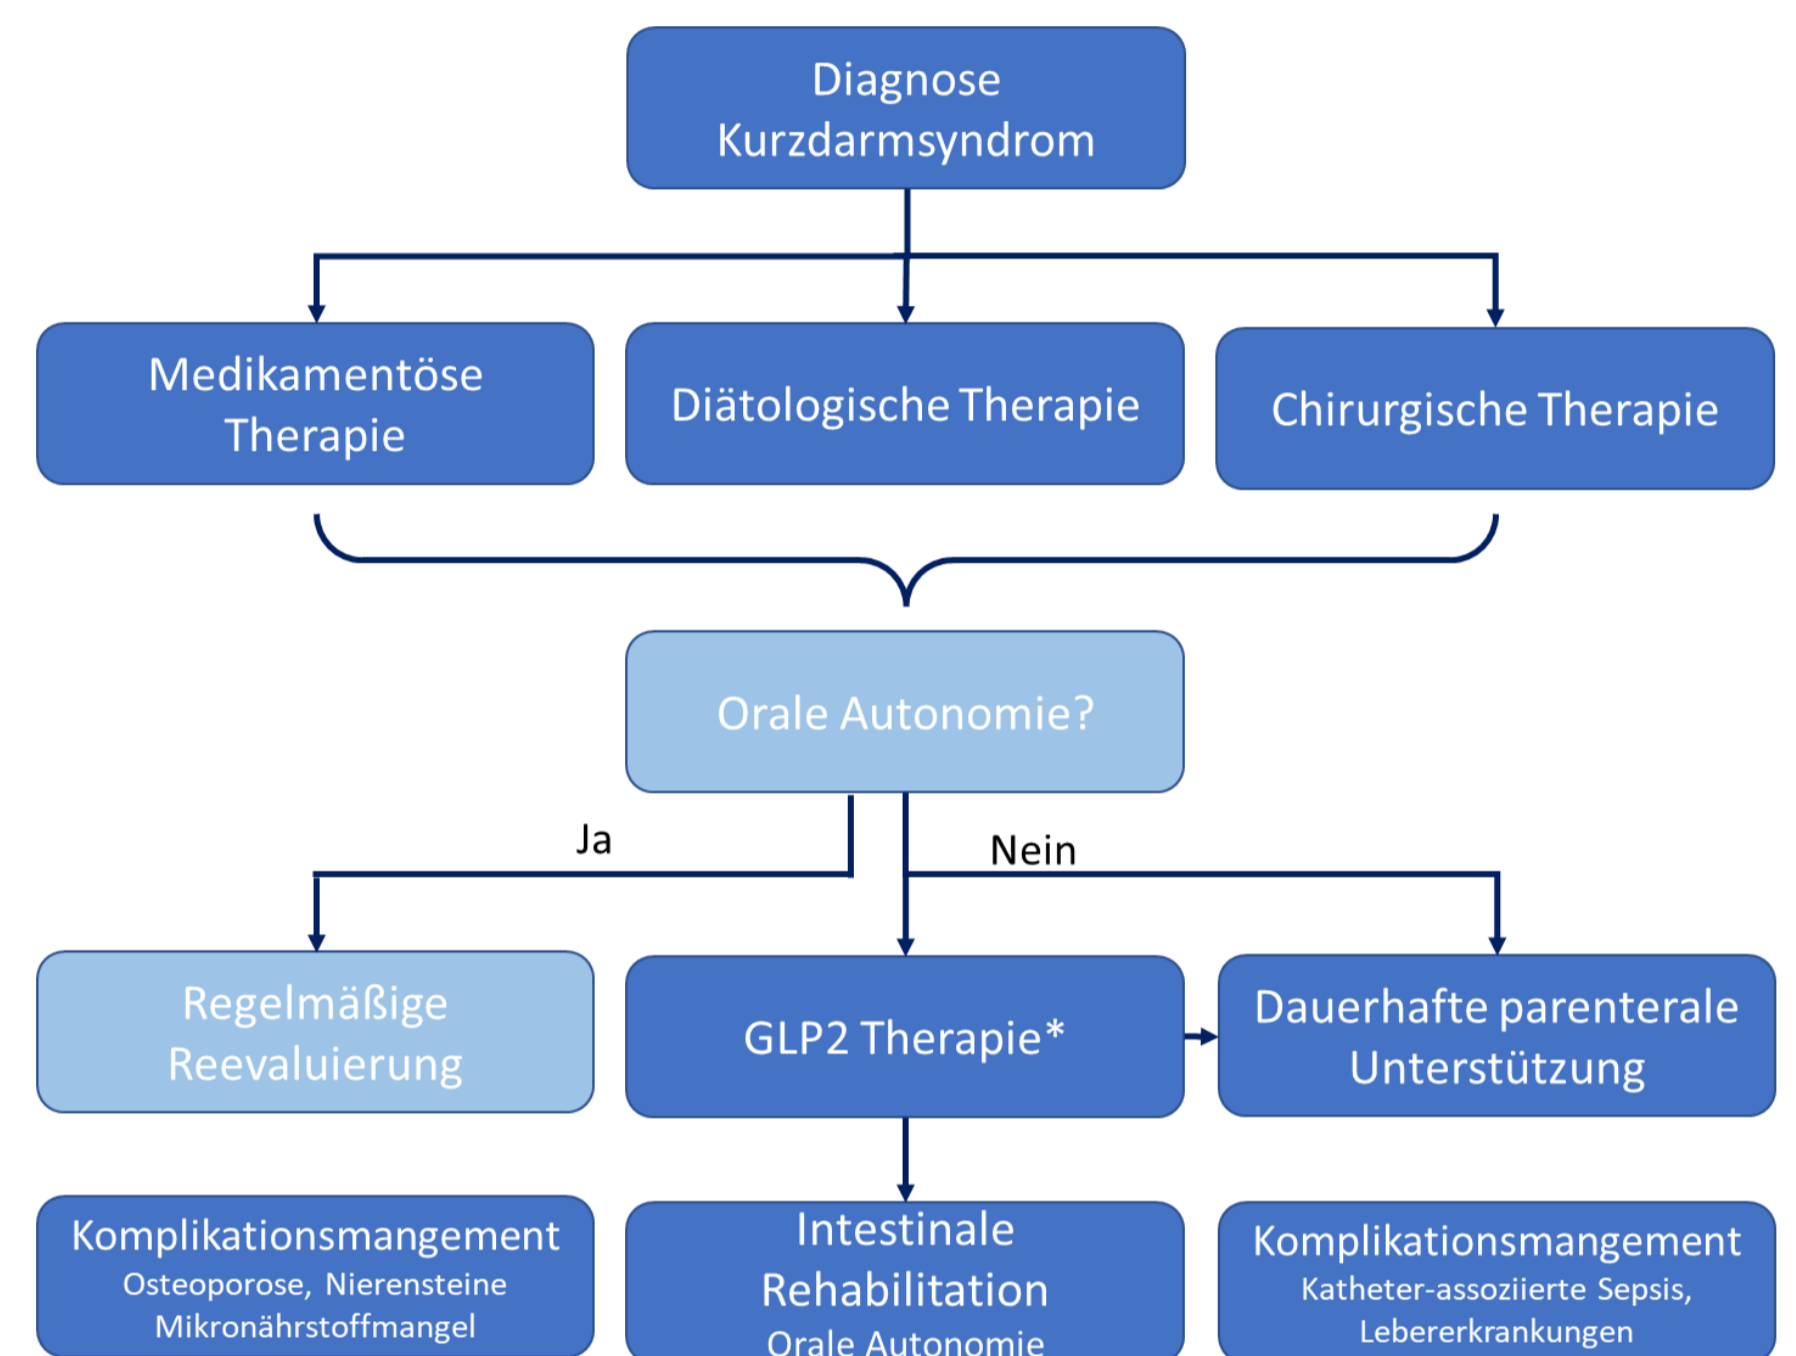 Diagnose
Kurzdarmsyndrom
Medikamentöse
Therapie
Diätologische Therapie
Chirurgische Therapie
Orale Autonomie?
Ja
Nein
Regelmäßige
Reevaluierung
GLP2 Therapie*
Dauerhafte parenterale
Unterstützung
Komplikationsmangement
Osteoporose, Nierensteine
Mikronährstoffmangel
Intestinale
Rehabilitation
Orale Autonomie
Komplikationsmangement
Katheter-assoziierte Sepsis,
Lebererkrankungen